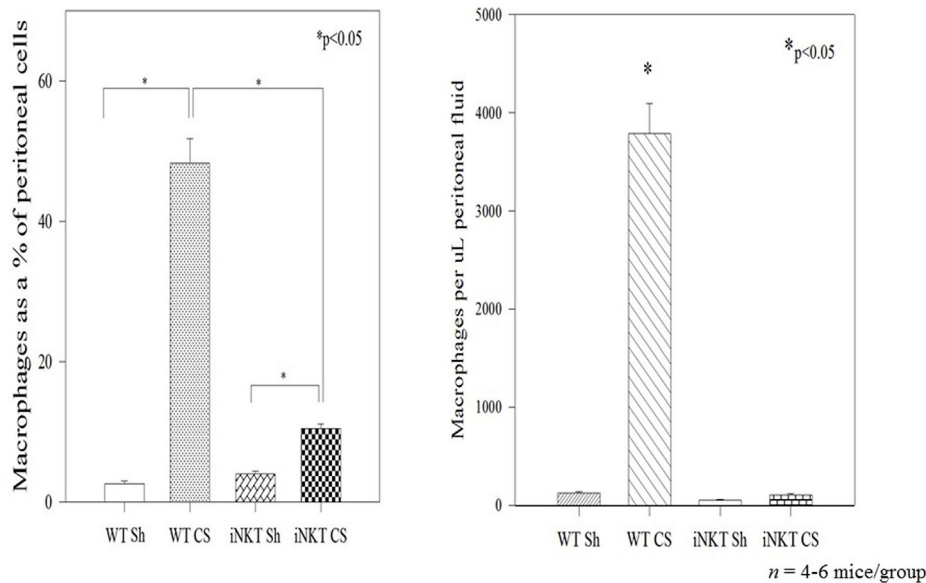 Macrophages as a % of peritoneal cells
60
40
20
0
*p<0.05
*
*
*
WT Sh
WT CS
iNKT Sh
iNKT CS
Macrophages per uL peritoneal fluid
5000
4000
3000
2000
1000
0
*p<0.05
*
WT Sh
WT CS
iNKT Sh
iNKT CS
n = 4-6 mice/group